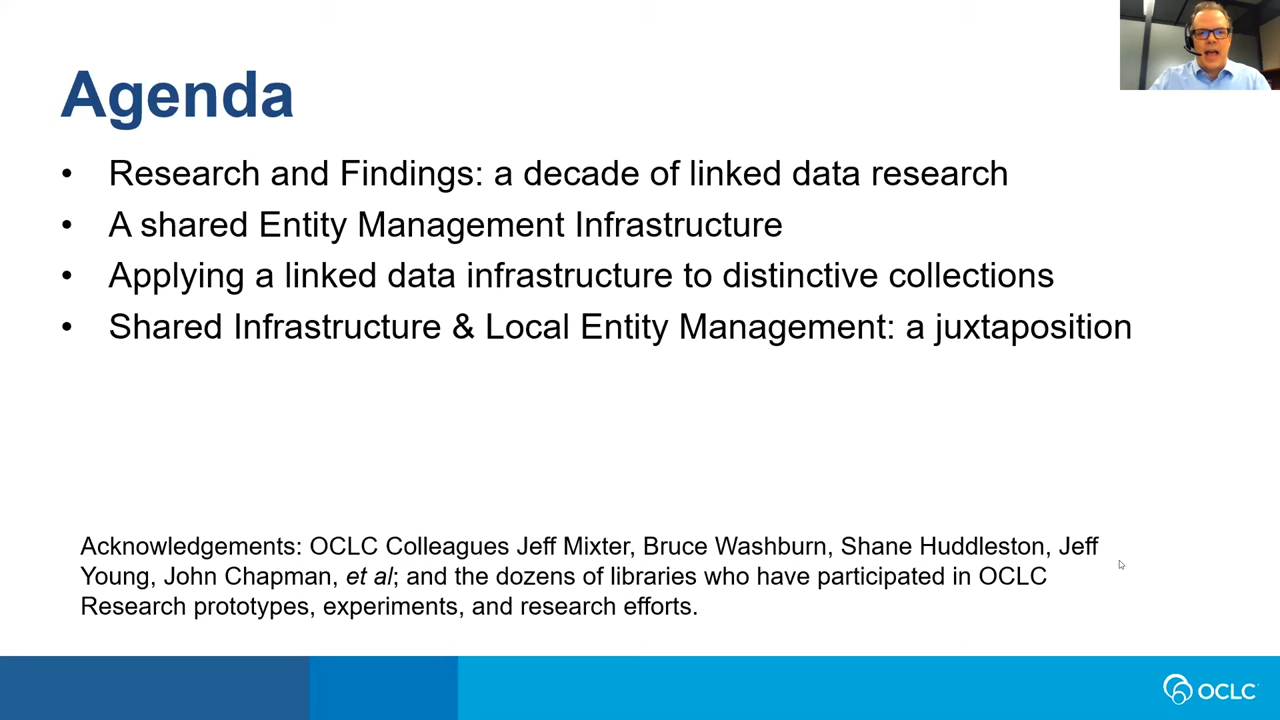 Agenda
• Research and Findings: a decade of linked data research
• A shared Entity Management Infrastructure
• Applying a linked data infrastructure to distinctive collections
• Shared Infrastructure & Local Entity Management: a juxtaposition
Acknowledgements: OCLC Colleagues Jeff Mixter, Bruce Washburn, Shane Huddleston, Jeff
Young, John Chapman, et al; and the dozens of libraries who have participated in OCLC
Research prototypes, experiments, and research efforts.
OCLC